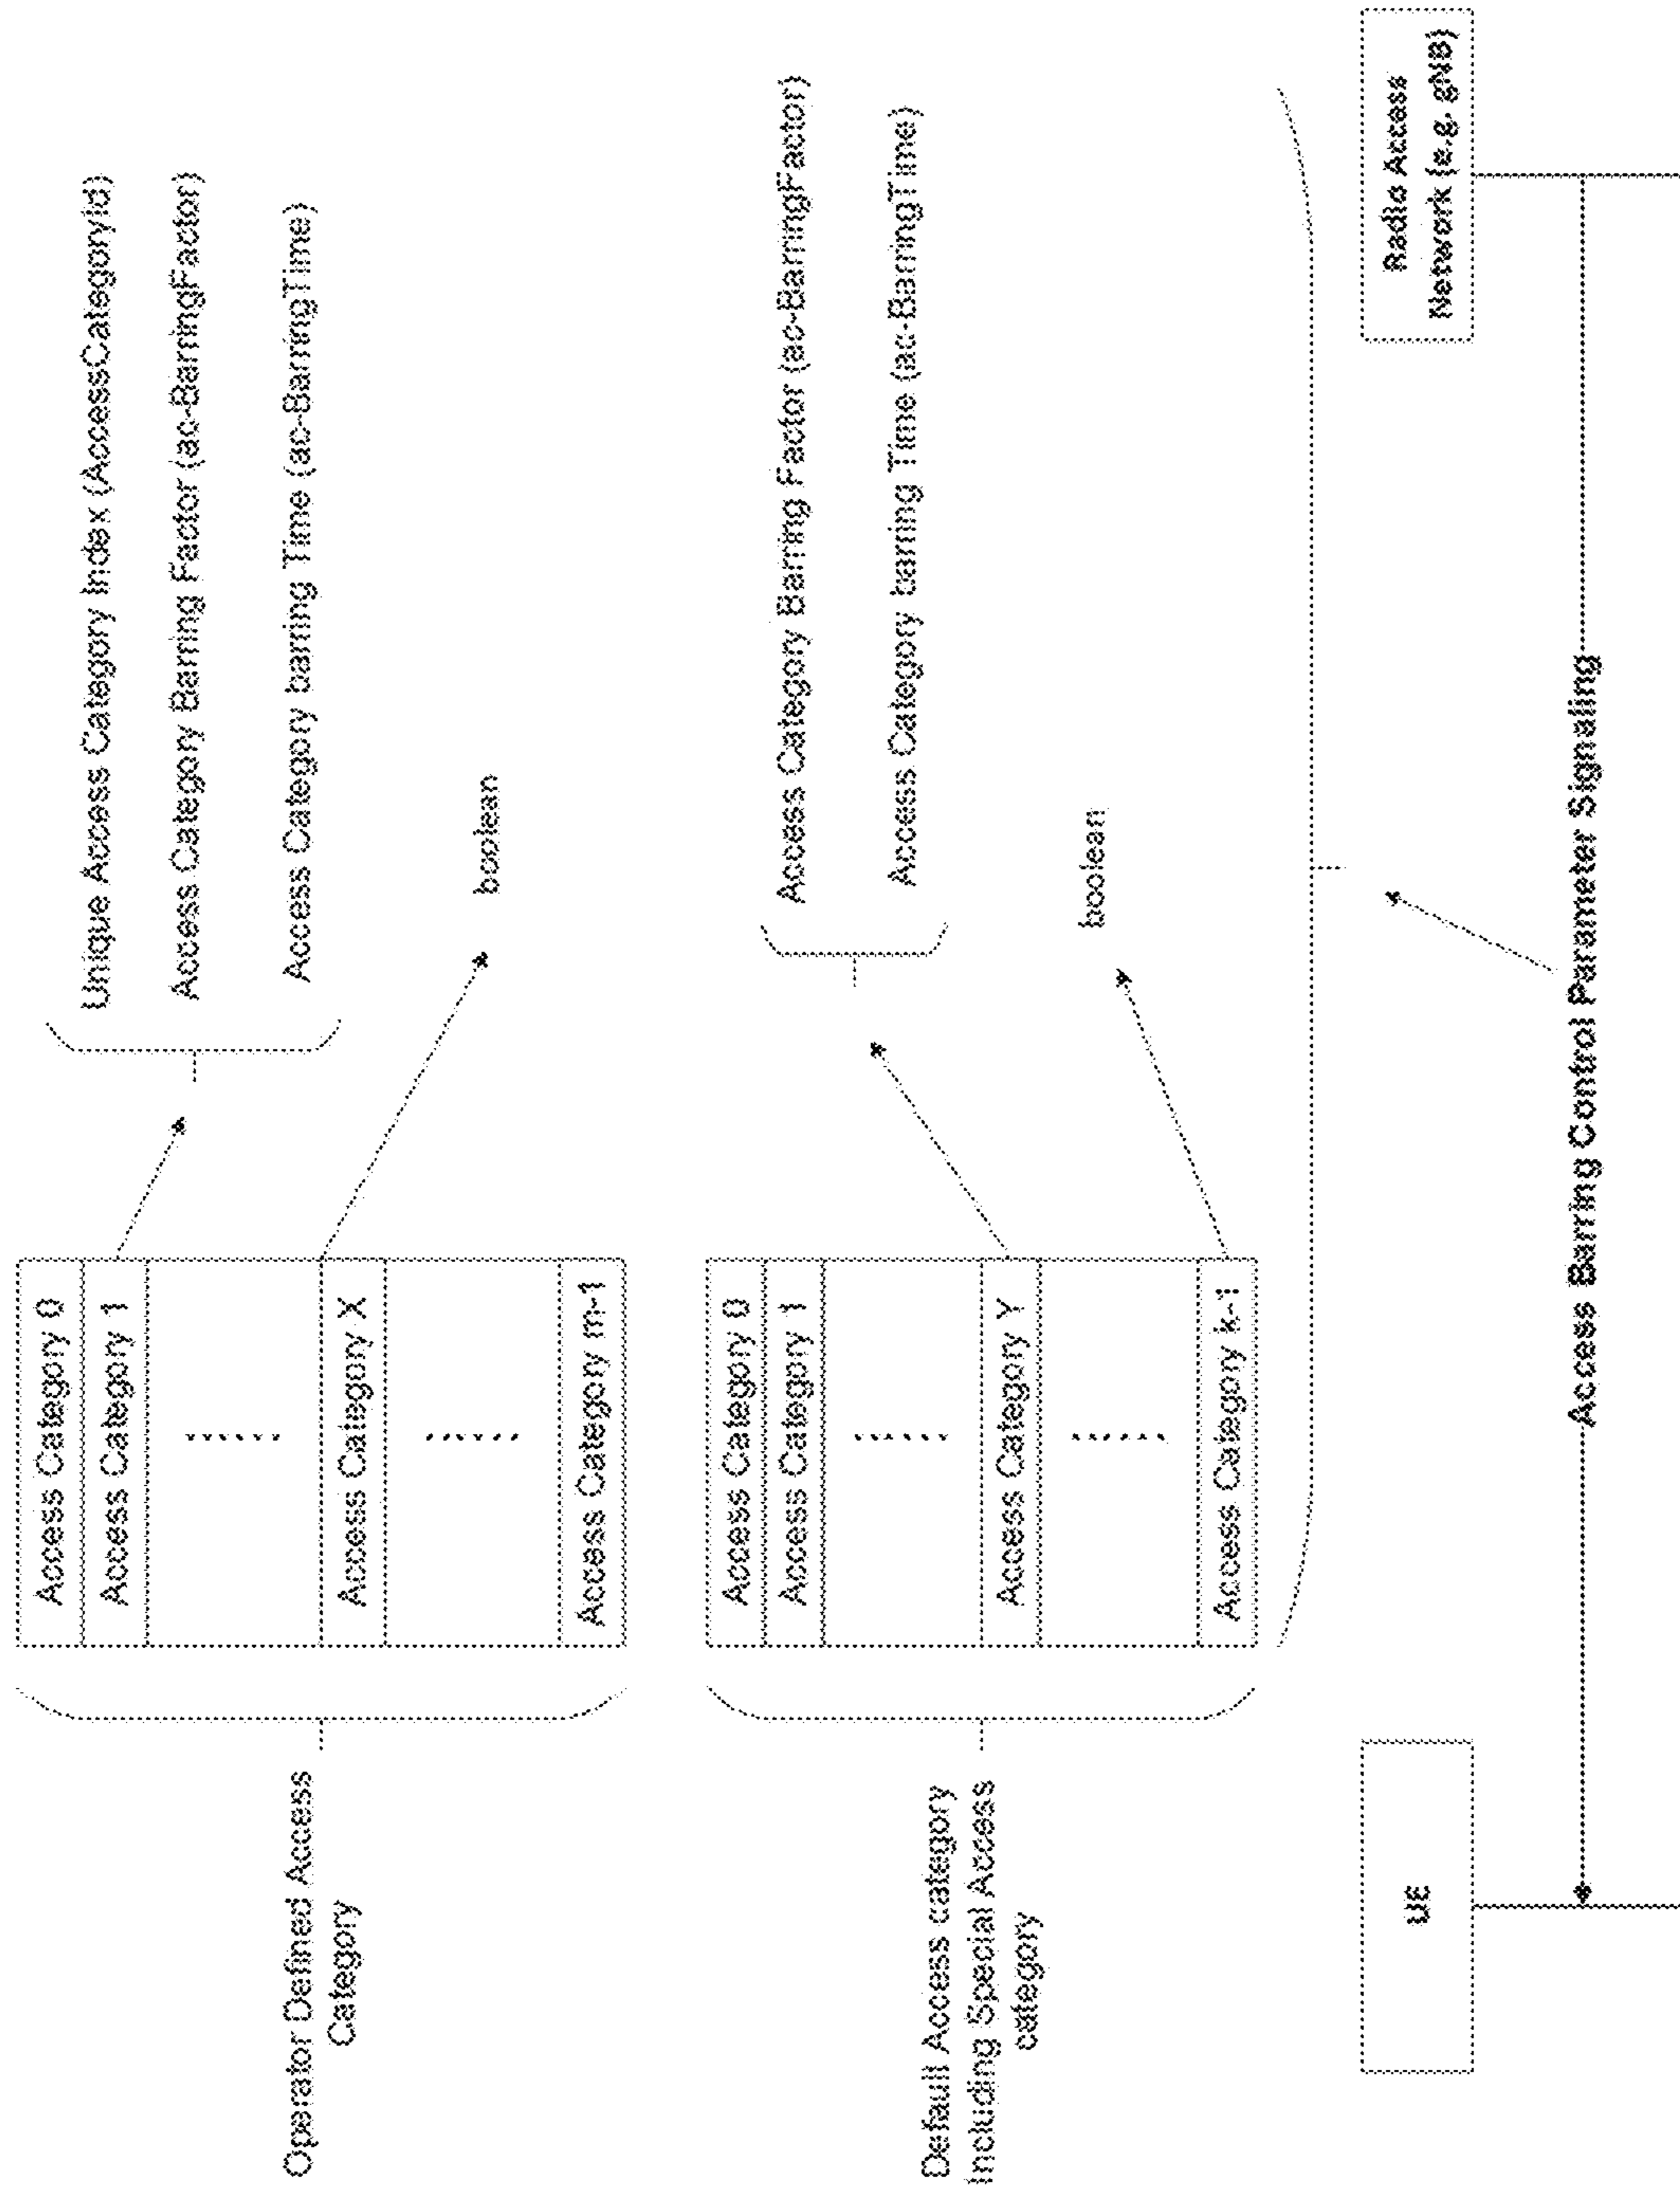 Operator Defined Access
Category
Access Category 0
Access Category 1
......
Access Category X
......
Access Category m-1
Unique Access Category Index (AccessCategoryId)
Access Category Barring Factor (ac-BarringFactor)
Access Category barring Time (ac-BarringTime)
boolean
Default Access category
Including Special Access
category
Access Category 0
Access Category 1
......
Access Category Y
......
Access Category k-1
Access Category Barring Factor (ac-BarringFactor)
Access Category barring Time (ac-BarringTime)
boolean
UE
Radio Access
Network (e.g. gNB)
Access Barring Control Parameter Signaling